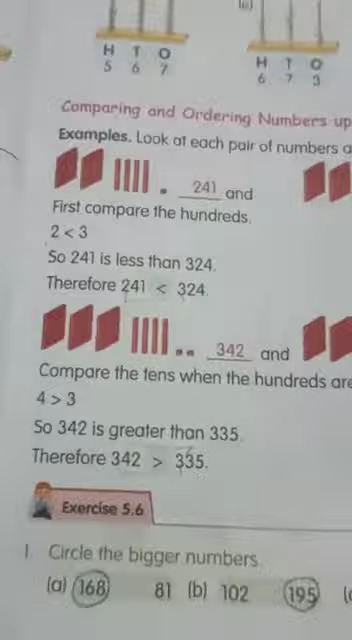 (c)
H T O
5 6 7
H T O
6 7 3
Comparing and Ordering Numbers up
Examples. Look at each pair of numbers a
241 and
First compare the hundreds.
2 < 3
So 241 is less than 324.
Therefore 241 < 324.
342 and
Compare the tens when the hundreds are
4 > 3
So 342 is greater than 335.
Therefore 342 > 335.
Exercise 5.6
1. Circle the bigger numbers.
(a) 168 81 (b) 102 195